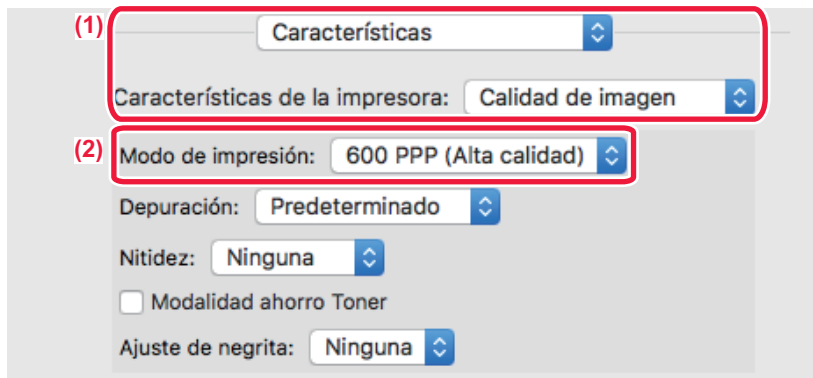 (1) Características
Características de la impresora: Calidad de imagen
(2) Modo de impresión: 600 PPP (Alta calidad)
Depuración: Predeterminado
Nitidez: Ninguna
Modalidad ahorro Toner
Ajuste de negrita: Ninguna